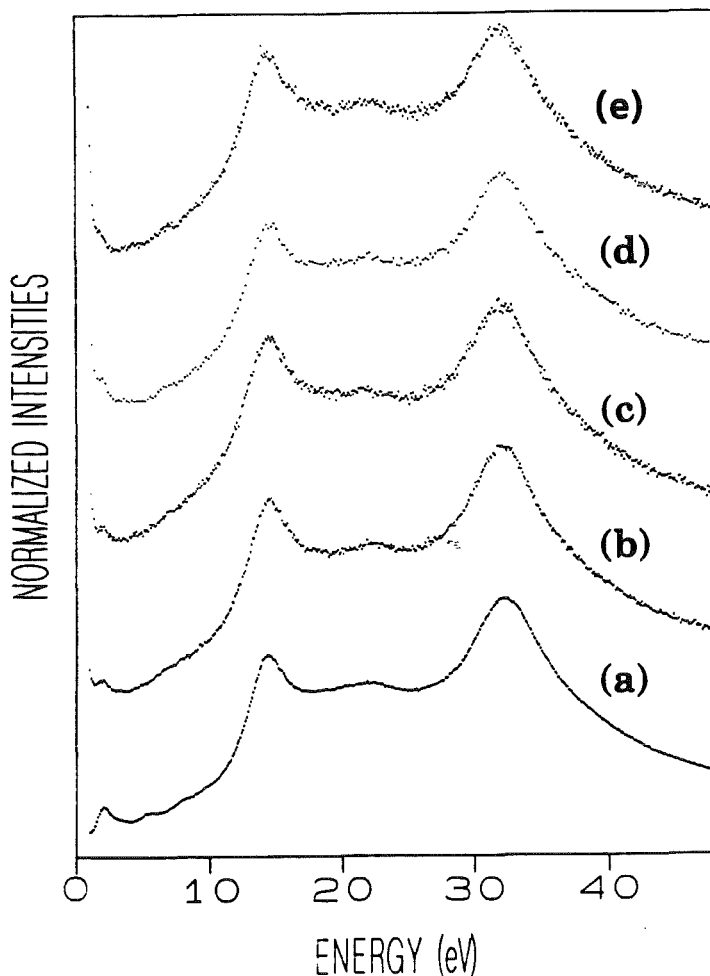 NORMALIZED INTENSITIES
(e)
(d)
(c)
(b)
(a)
0 10 20 30 40
ENERGY (eV)